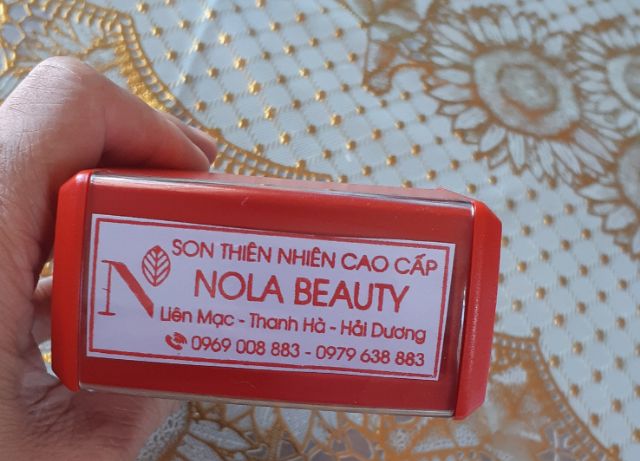 SON THIÊN NHIÊN CAO CẤP
NOLA BEAUTY
Liên Mạc - Thanh Hà - Hải Dương
0969 008 883 - 0979 638 883
N